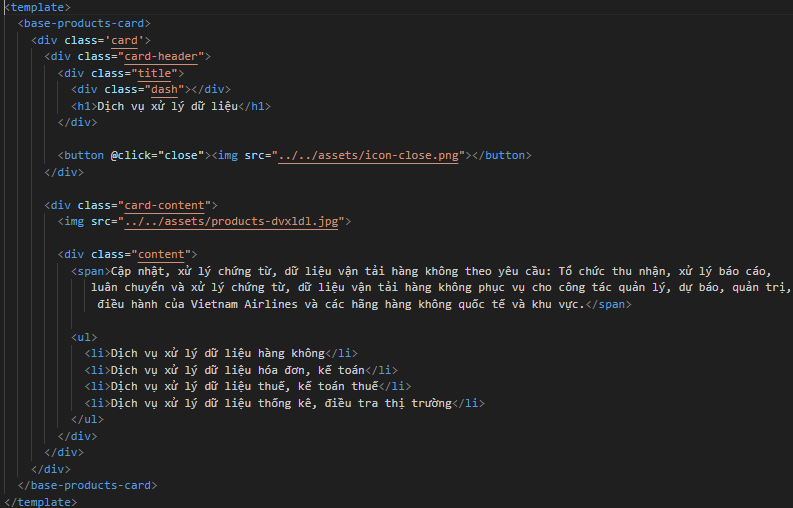 <template>
<base-products-card>
<div class='card'>
<div class="card-header">
<div class="title">
<div class="dash"></div>
<h1>Dịch vụ xử lý dữ liệu</h1>
</div>
<button @click="close"><img src="../../assets/icon-close.png"></button>
</div>
<div class="card-content">
<img src="../../assets/products-dvxldl.jpg">
<div class="content">
<span>Cập nhật, xử lý chứng từ, dữ liệu vận tải hàng không theo yêu cầu: Tổ chức thu nhận, xử lý báo cáo,
luân chuyển và xử lý chứng từ, dữ liệu vận tải hàng không phục vụ cho công tác quản lý, dự báo, quản trị,
điều hành của Vietnam Airlines và các hãng hàng không quốc tế và khu vực.</span>
<ul>
<li>Dịch vụ xử lý dữ liệu hàng không</li>
<li>Dịch vụ xử lý dữ liệu hóa đơn, kế toán</li>
<li>Dịch vụ xử lý dữ liệu thuế, kế toán thuế</li>
<li>Dịch vụ xử lý dữ liệu thống kê, điều tra thị trường</li>
</ul>
</div>
</div>
</div>
</base-products-card>
</template>